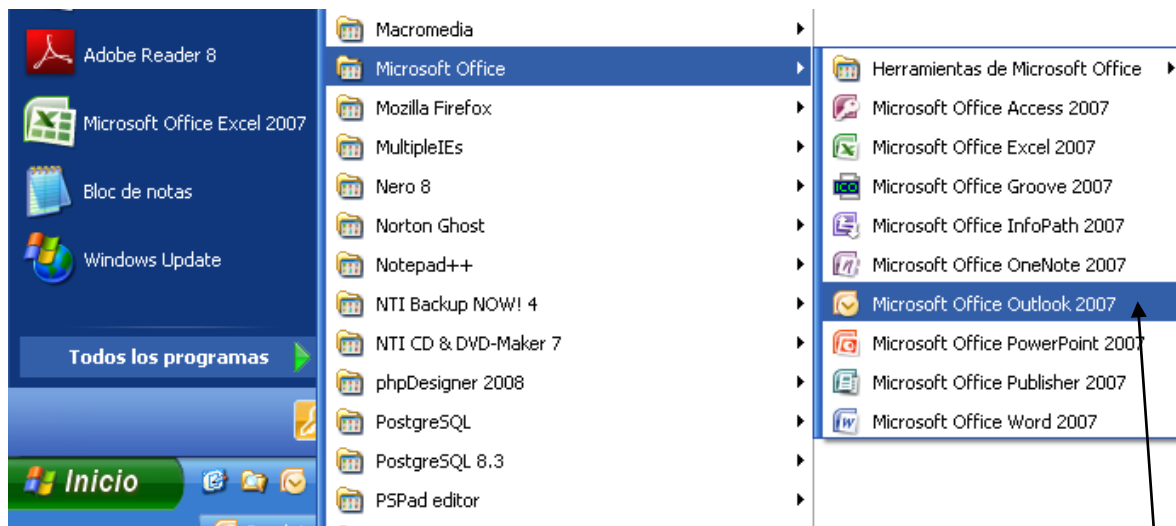 Adobe Reader 8
Microsoft Office Excel 2007
Bloc de notas
Windows Update
Todos los programas
Inicio
Macromedia
Microsoft Office
Mozilla Firefox
MultipleIEs
Nero 8
Norton Ghost
Notepad++
NTI Backup NOW! 4
NTI CD & DVD-Maker 7
phpDesigner 2008
PostgreSQL
PostgreSQL 8.3
PSPad editor
Herramientas de Microsoft Office
Microsoft Office Access 2007
Microsoft Office Excel 2007
ICO
Microsoft Office Groove 2007
Microsoft Office InfoPath 2007
Microsoft Office OneNote 2007
Microsoft Office Outlook 2007
Microsoft Office PowerPoint 2007
Microsoft Office Publisher 2007
Microsoft Office Word 2007